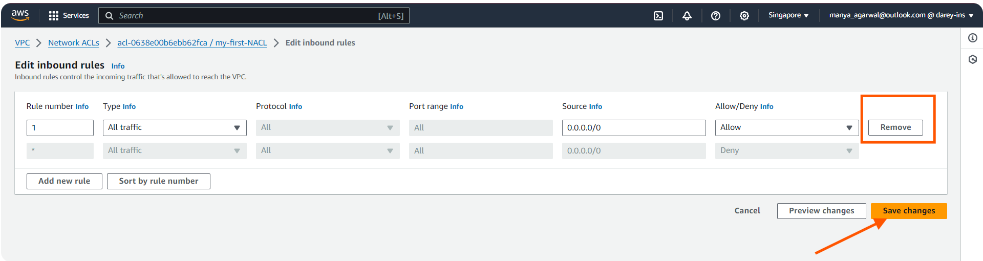 aws Services Search [Alt+S] Singapore manya_agarwal@outlook.com @ darey-ins
VPC > Network ACLs > acl-0638e00b6ebb62fca / my-first-NACL > Edit inbound rules
Edit inbound rules Info
Inbound rules control the incoming traffic that's allowed to reach the VPC.
Rule number Info Type Info Protocol Info Port range Info Source Info Allow/Deny Info
1 All traffic All All 0.0.0.0/0 Allow Remove
* All traffic All All 0.0.0.0/0 Deny
Add new rule Sort by rule number
Cancel Preview changes Save changes